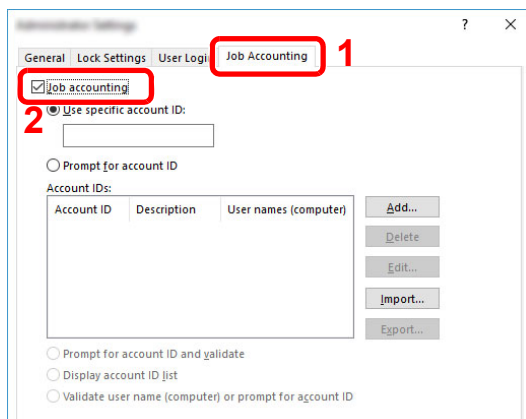 ? X
General Lock Settings User Login Job Accounting 1
Job accounting
2 Use specific account ID:
Prompt for account ID
Account IDs:
Account ID Description User names (computer)
Add...
Delete
Edit...
Import...
Export...
Prompt for account ID and validate
Display account ID list
Validate user name (computer) or prompt for account ID